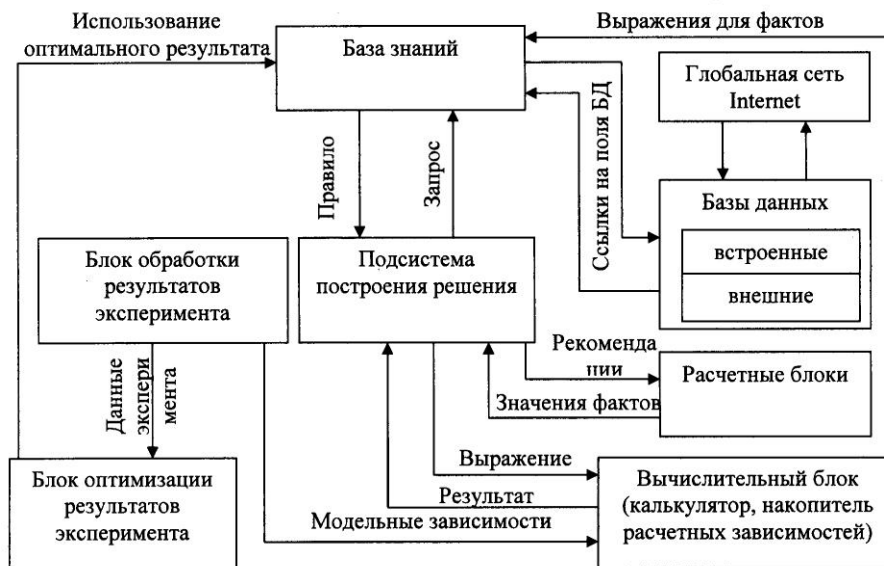 Использование
оптимального результата
База знаний
Выражения для фактов
Глобальная сеть
Internet
Правило
Запрос
Ссылки на поля БД
Базы данных
встроенные
внешние
Блок обработки
результатов
эксперимента
Подсистема
построения решения
Рекоменда
пии
Расчетные блоки
Значения фактов
Данные
экспери
мента
Выражение
Результат
Модельные зависимости
Блок оптимизации
результатов
эксперимента
Вычислительный блок
(калькулятор, накопитель
расчетных зависимостей)